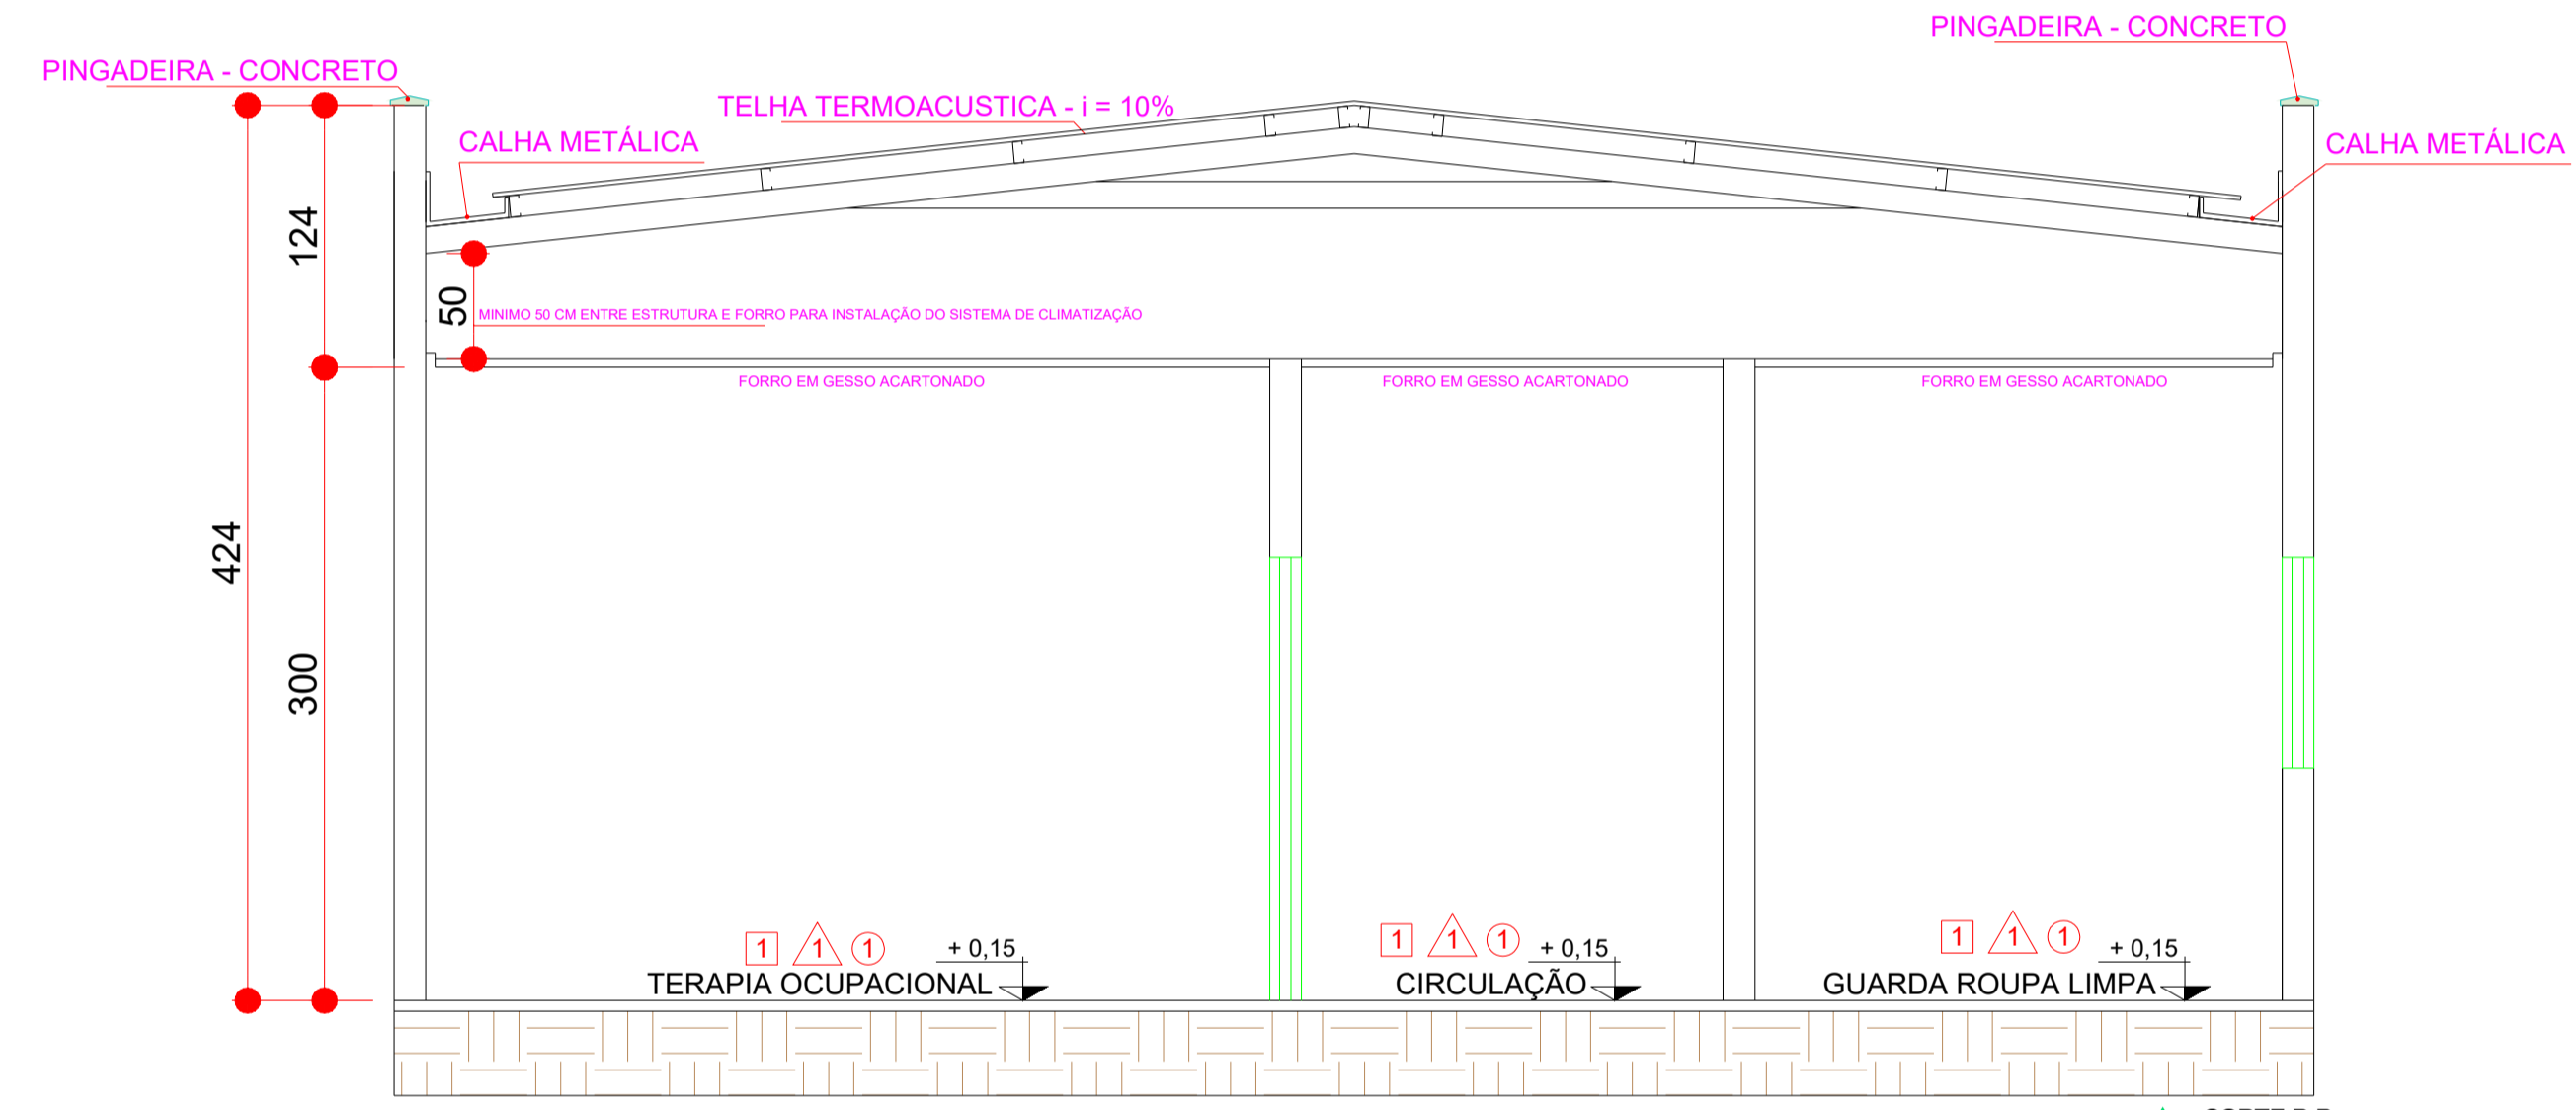 PINGADEIRA - CONCRETO
PINGADEIRA - CONCRETO
TELHA TERMOACUSTICA - i = 10%
CALHA METÁLICA
CALHA METÁLICA
124
50
MINIMO 50 CM ENTRE ESTRUTURA E FORRO PARA INSTALAÇÃO DO SISTEMA DE CLIMATIZAÇÃO
FORRO EM GESSO ACARTONADO
FORRO EM GESSO ACARTONADO
FORRO EM GESSO ACARTONADO
424
300
1 1 1 + 0,15
TERAPIA OCUPACIONAL
1 1 1 + 0,15
CIRCULAÇÃO
1 1 1 + 0,15
GUARDA ROUPA LIMPA